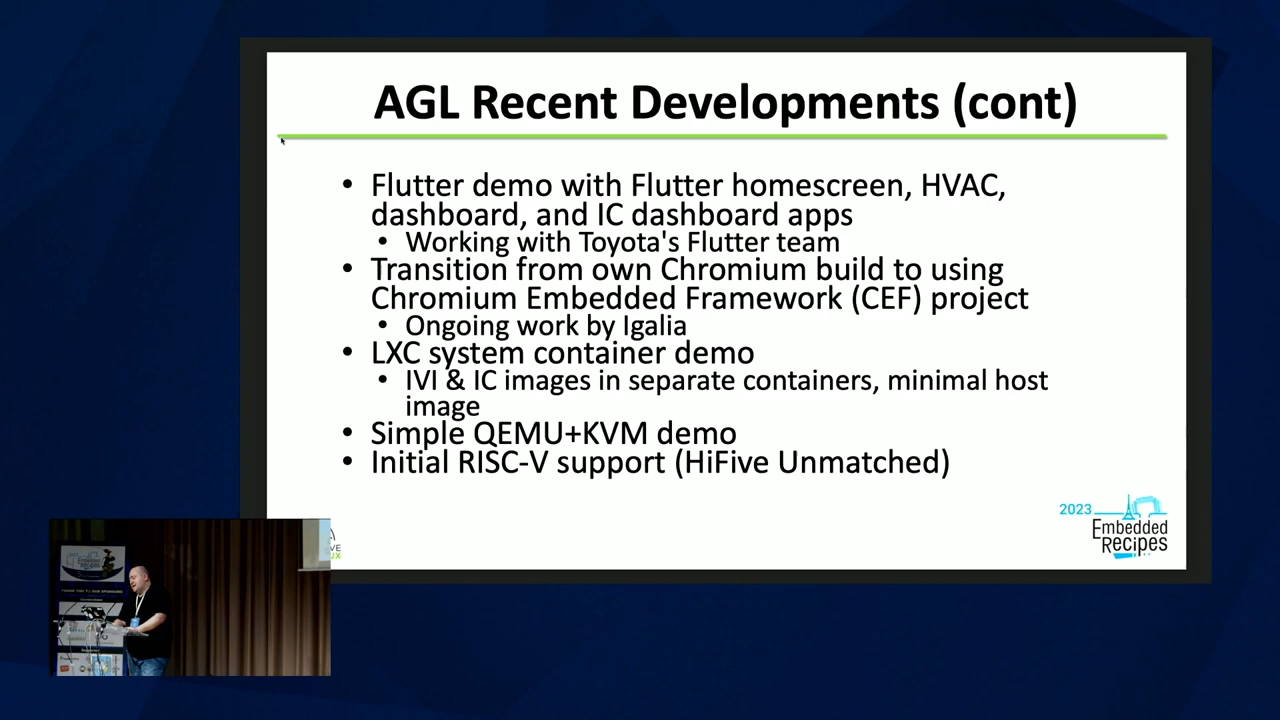 AGL Recent Developments (cont)
• Flutter demo with Flutter homescreen, HVAC,
dashboard, and IC dashboard apps
• Working with Toyota's Flutter team
• Transition from own Chromium build to using
Chromium Embedded Framework (CEF) project
• Ongoing work by Igalia
• LXC system container demo
• IVI & IC images in separate containers, minimal host
image
• Simple QEMU+KVM demo
• Initial RISC-V support (HiFive Unmatched)
2023
Embedded
Recipes
Embedded
Recipes